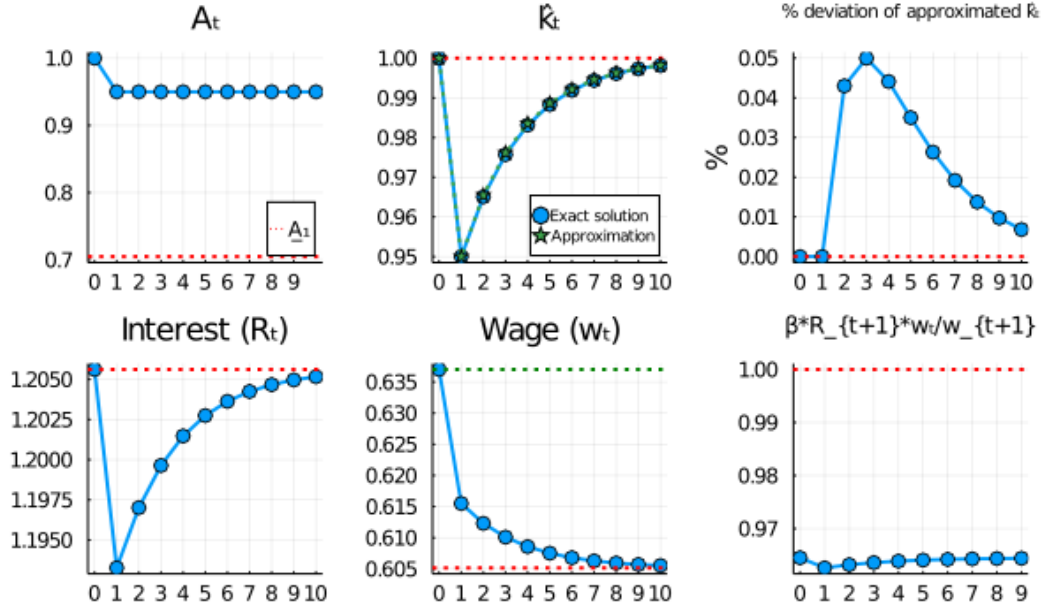 Aₜ
1.0
0.9
0.8
0.7
A̲₁
0 1 2 3 4 5 6 7 8 9
k̂ₜ
1.00
0.99
0.98
0.97
0.96
0.95
Exact solution
Approximation
0 1 2 3 4 5 6 7 8 9 10
% deviation of approximated k̂ₜ
%
0.05
0.04
0.03
0.02
0.01
0.00
0 1 2 3 4 5 6 7 8 9 10
Interest (Rₜ)
1.2050
1.2025
1.2000
1.1975
1.1950
0 1 2 3 4 5 6 7 8 9 10
Wage (wₜ)
0.635
0.630
0.625
0.620
0.615
0.610
0.605
0 1 2 3 4 5 6 7 8 9 10
β*R_{t+1}*wₜ/w_{t+1}
1.00
0.99
0.98
0.97
0 1 2 3 4 5 6 7 8 9